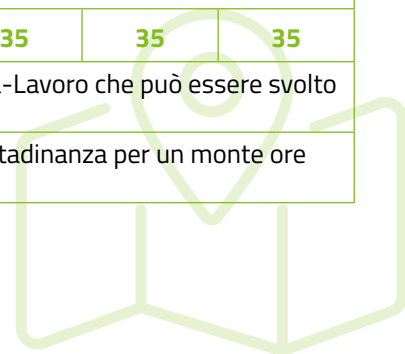 35 35 35
-Lavoro che può essere svolto
tadinanza per un monte ore